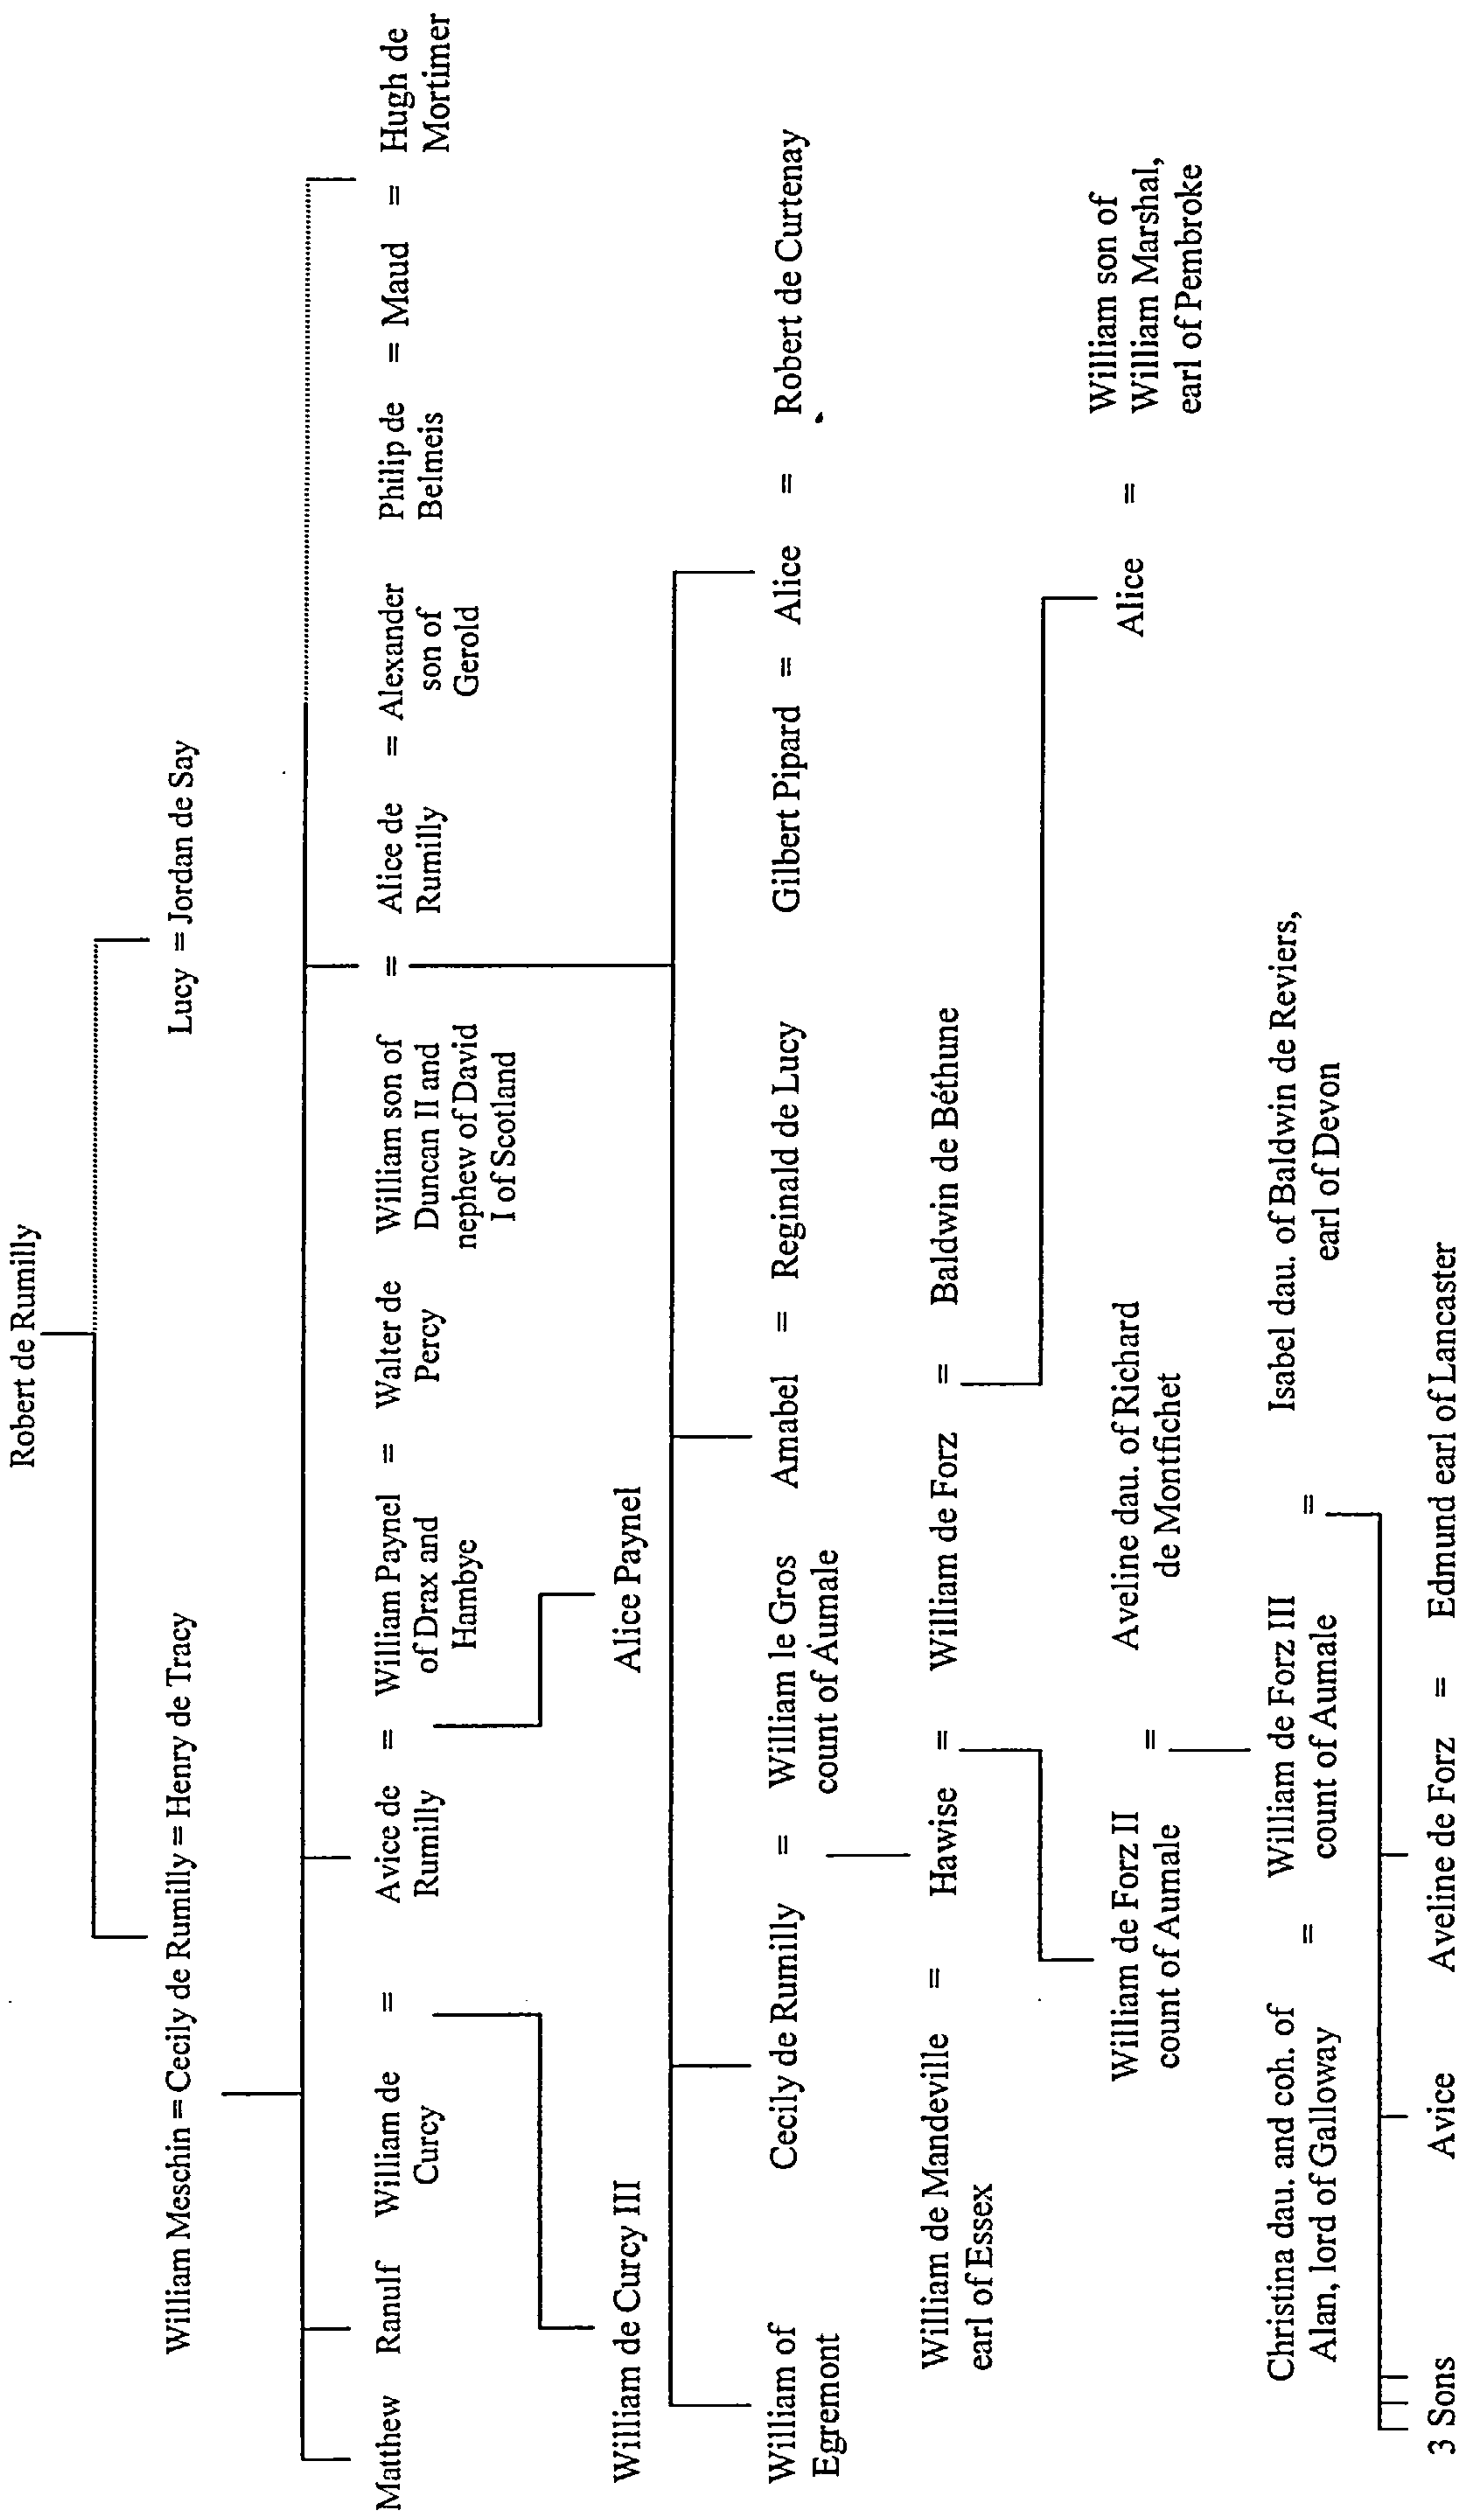 Robert de Rumilly
William Meschin = Cecily de Rumilly = Henry de Tracy
Lucy = Jordan de Say
Matthew
Ranulf
William de
Curcy
=
Avice de
Rumilly
=
William Paynel
of Drax and
Hambye
=
Walter de
Percy
William son of
Duncan II and
nephew of David
I of Scotland
=
Alice de
Rumilly
=
Alexander
son of
Gerold
Philip de
Belmeis
=
Maud
=
Hugh de
Mortimer
William de Curcy III
Alice Paynel
William of
Egremont
Cecily de Rumilly
=
William le Gros
count of Aumale
Amabel
=
Reginald de Lucy
Gilbert Pipard
=
Alice
=
Robert de Curtenay
William de Mandeville
earl of Essex
=
Hawise
=
William de Forz
=
Baldwin de Béthune
William de Forz II
count of Aumale
=
Aveline dau. of Richard
de Montfichet
Alice
=
William son of
William Marshal,
earl of Pembroke
Christina dau. and coh. of
Alan, lord of Galloway
=
William de Forz III
count of Aumale
=
Isabel dau. of Baldwin de Reviers,
earl of Devon
3 Sons
Avice
Aveline de Forz
=
Edmund earl of Lancaster